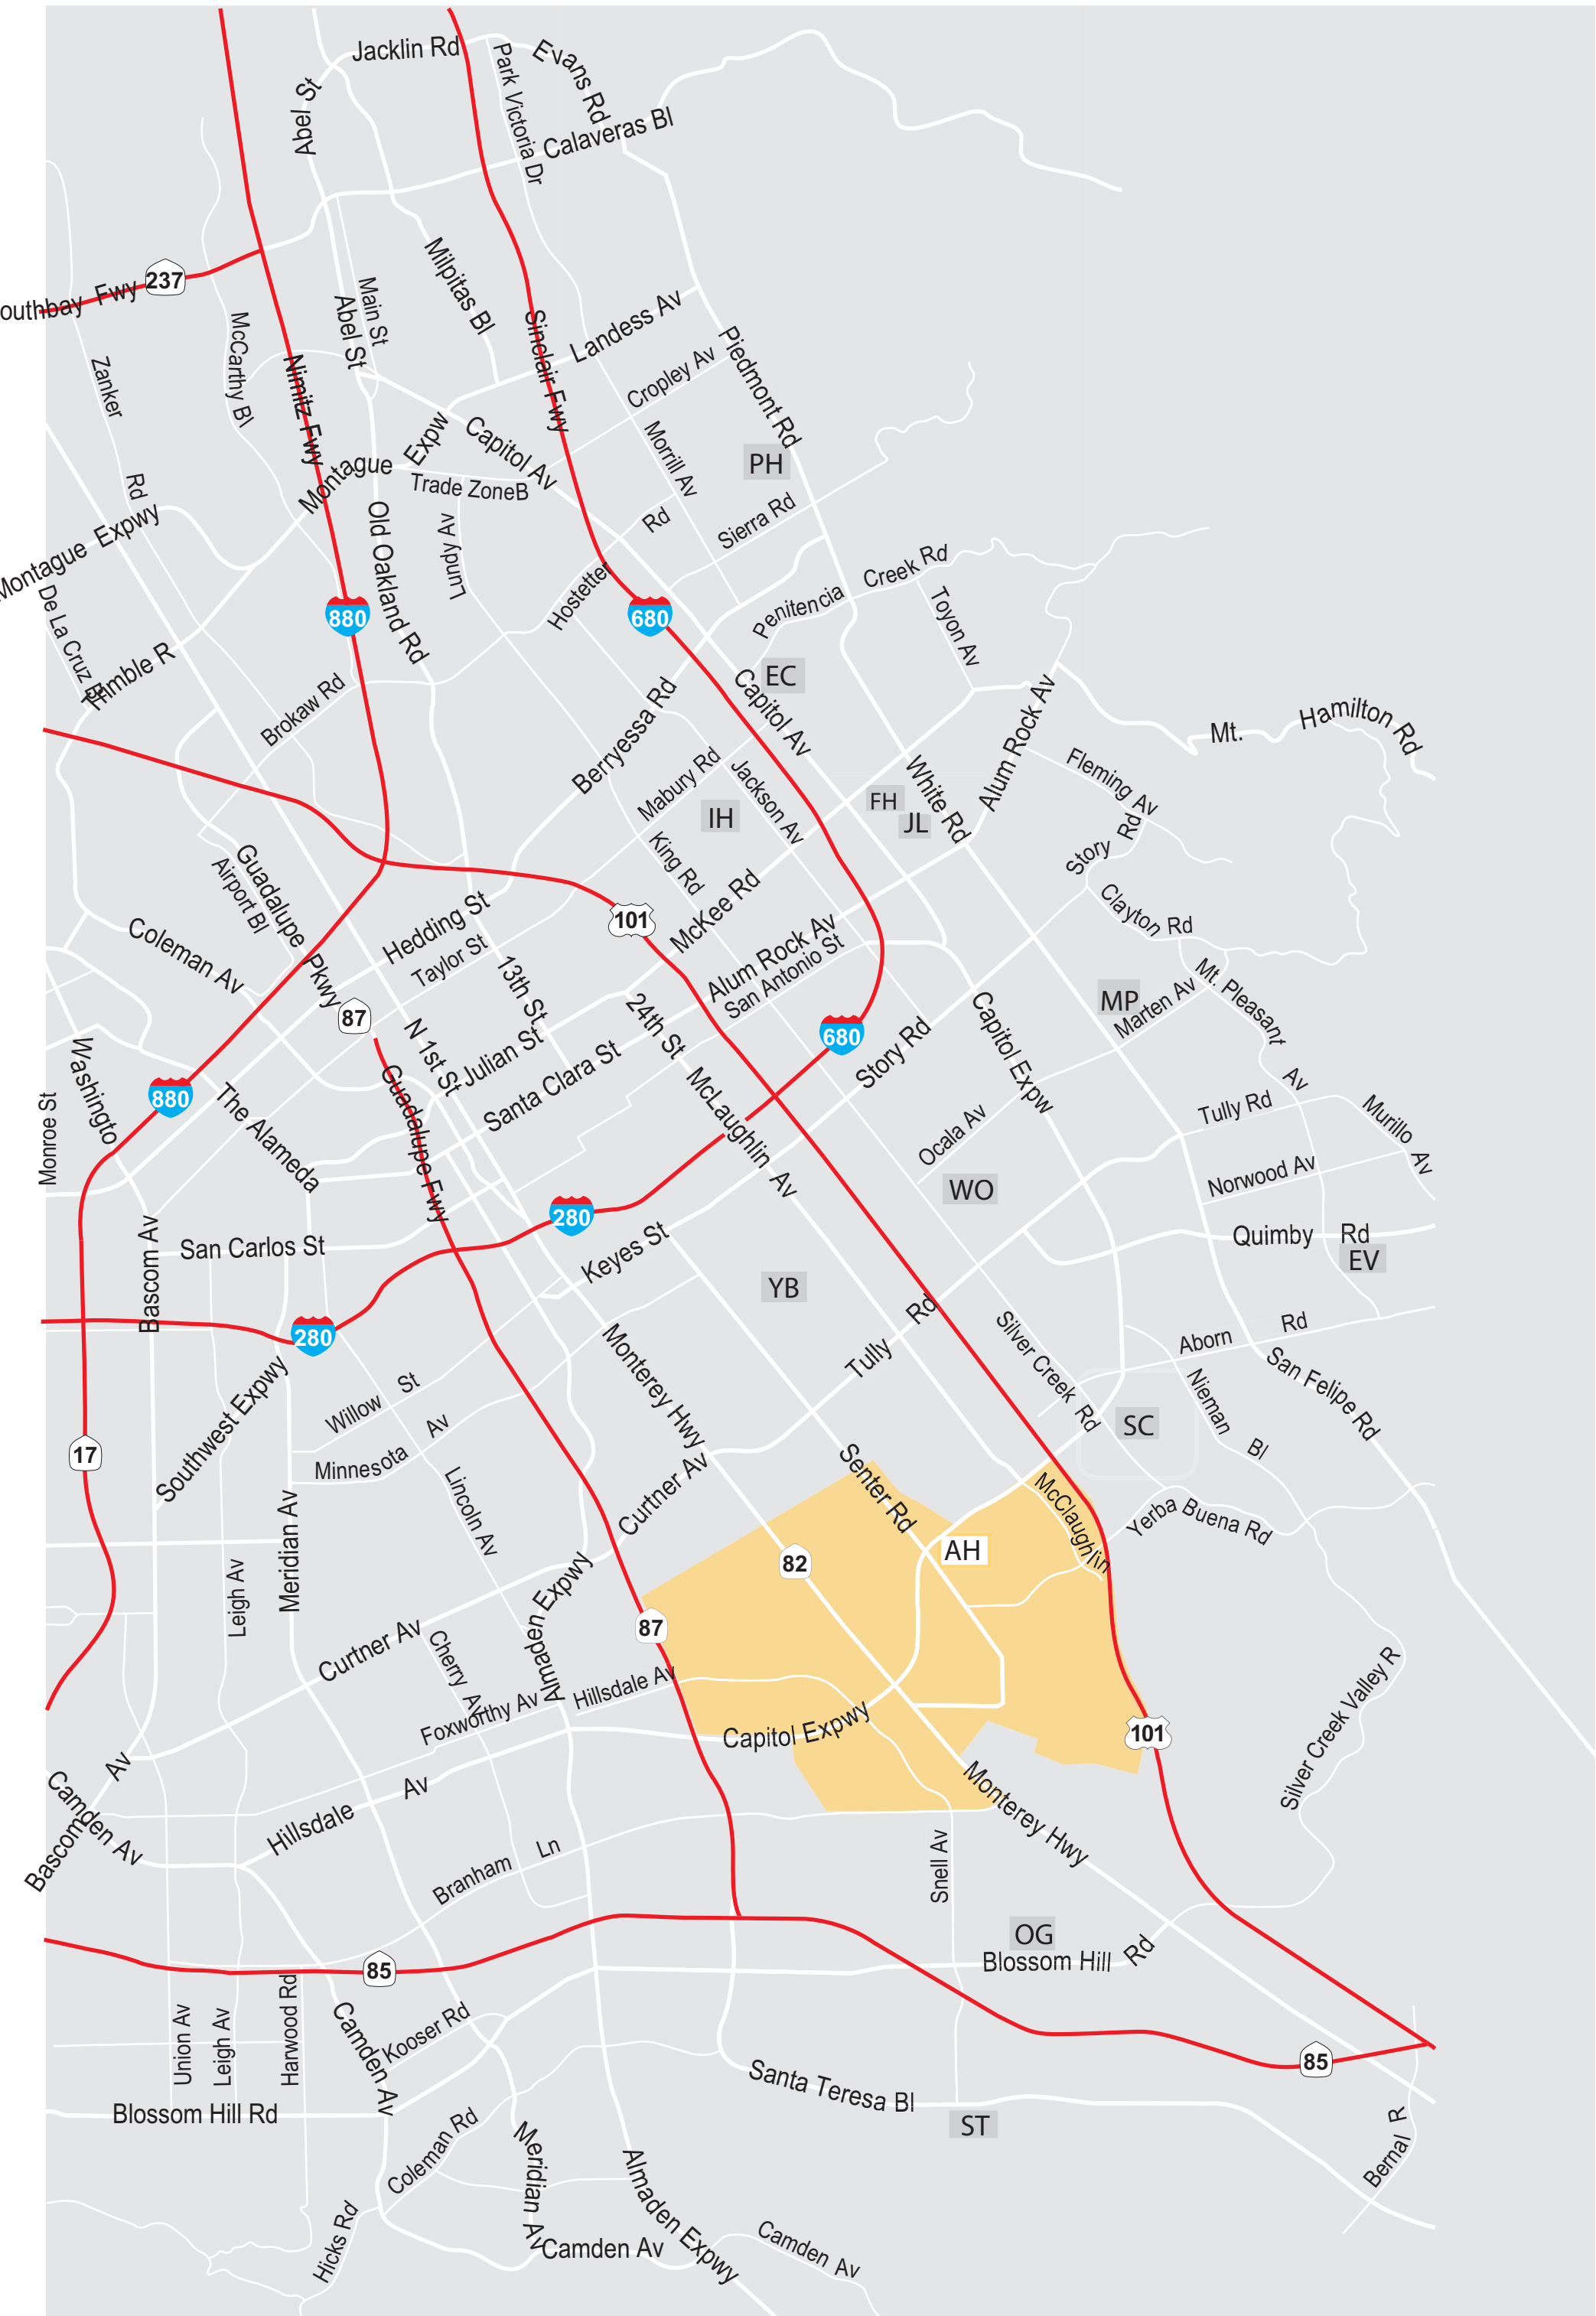 Jacklin Rd
Evans Rd
Park Victoria Dr
Abel St
Calaveras Bl
237
outhbay Fwy
Milpitas Bl
Main St
Abel St
McCarthy Bl
Nimitz Fwy
Sinclair Fwy
Landess Av
Cropley Av
Piedmont Rd
Zanker Rd
Montague Expw
Capitol Av
Morrill Av
PH
Trade ZoneB
Montague Expwy
Old Oakland Rd
Lundy Av
Hostetter Rd
Sierra Rd
Penitencia Creek Rd
Toyon Av
De La Cruz B
Trimble R
880
680
EC
Brokaw Rd
Berryessa Rd
Capitol Av
Alum Rock Av
Mt. Hamilton Rd
Mabury Rd
Jackson Av
White Rd
Fleming Av
FH
JL
IH
King Rd
Story Rd
Guadalupe Pkwy
Airport Bl
McKee Rd
Clayton Rd
101
Hedding St
Taylor St
Coleman Av
13th St
Alum Rock Av
San Antonio St
Mt. Pleasant Av
MP
Marten Av
87
N 1st St
24th St
680
Story Rd
Capitol Expw
Julian St
Santa Clara St
McLaughlin Av
Washingto
Monroe St
880
The Alameda
Guadalupe Fwy
Ocala Av
Tully Rd
Murillo Av
WO
Norwood Av
280
Keyes St
Quimby Rd
EV
San Carlos St
Bascom Av
YB
280
Monterey Hwy
Tully Rd
Silver Creek Rd
Aborn Rd
San Felipe Rd
Nieman Bl
SC
Southwest Expwy
Willow St
Minnesota Av
17
Lincoln Av
Curtner Av
Senter Rd
McClaughlin
Yerba Buena Rd
AH
82
Meridian Av
Leigh Av
Almaden Expwy
87
Curtner Av
Cherry Av
Hillsdale Av
Foxworthy Av
Capitol Expwy
101
Silver Creek Valley R
Camden Av
Bascom Av
Hillsdale Av
Monterey Hwy
Branham Ln
Snell Av
OG
Blossom Hill Rd
85
Union Av
Leigh Av
Harwood Rd
Camden Av
Kooser Rd
85
Santa Teresa Bl
ST
Blossom Hill Rd
Coleman Rd
Meridian Av
Almaden Expwy
Bernal R
Hicks Rd
Camden Av
Camden Av